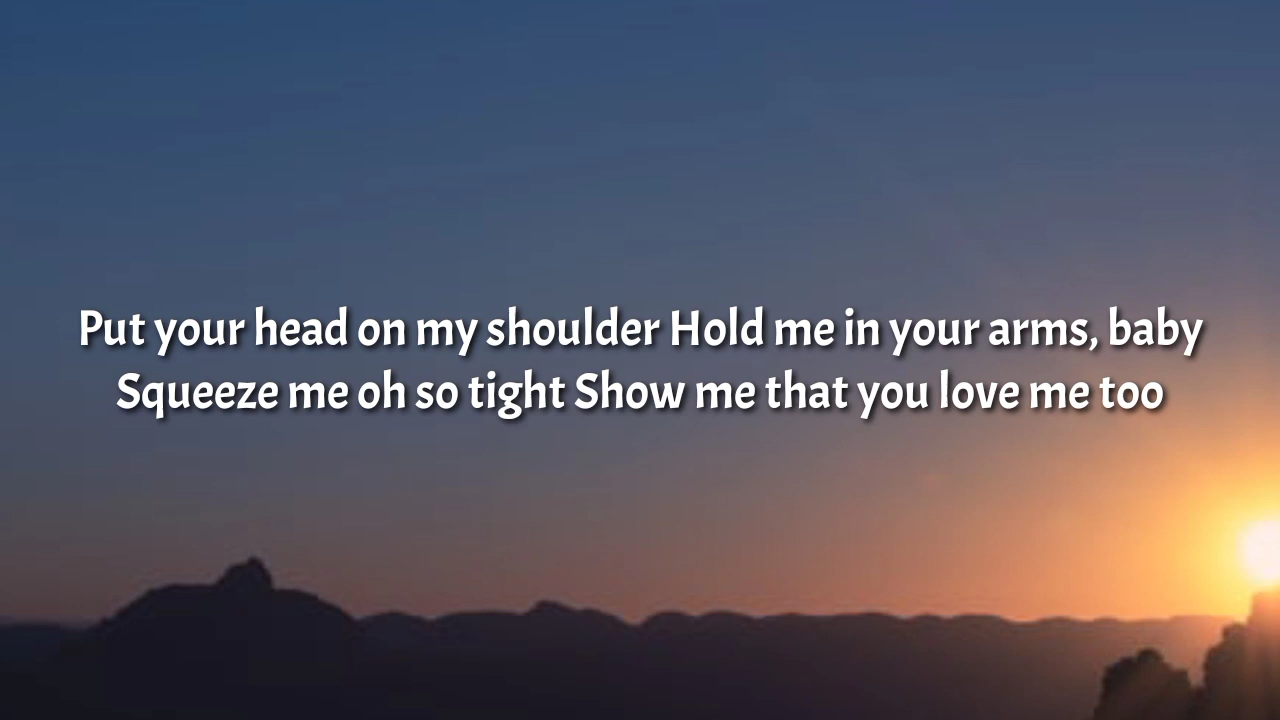 Put your head on my shoulder Hold me in your arms, baby
Squeeze me oh so tight Show me that you love me too